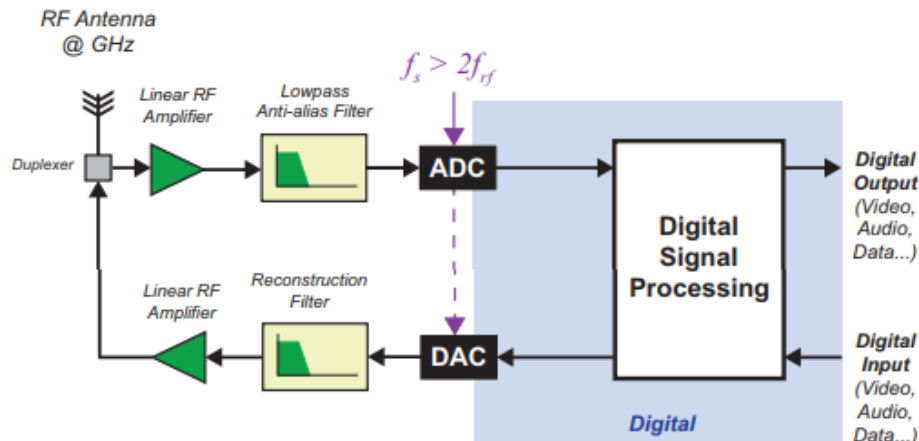 RF Antenna
@ GHz
Linear RF
Amplifier
Lowpass
Anti-alias Filter
fs > 2frf
Duplexer
ADC
Digital
Output
(Video,
Audio,
Data...)
Digital
Signal
Processing
Linear RF
Amplifier
Reconstruction
Filter
DAC
Digital
Input
(Video,
Audio,
Data...)
Digital